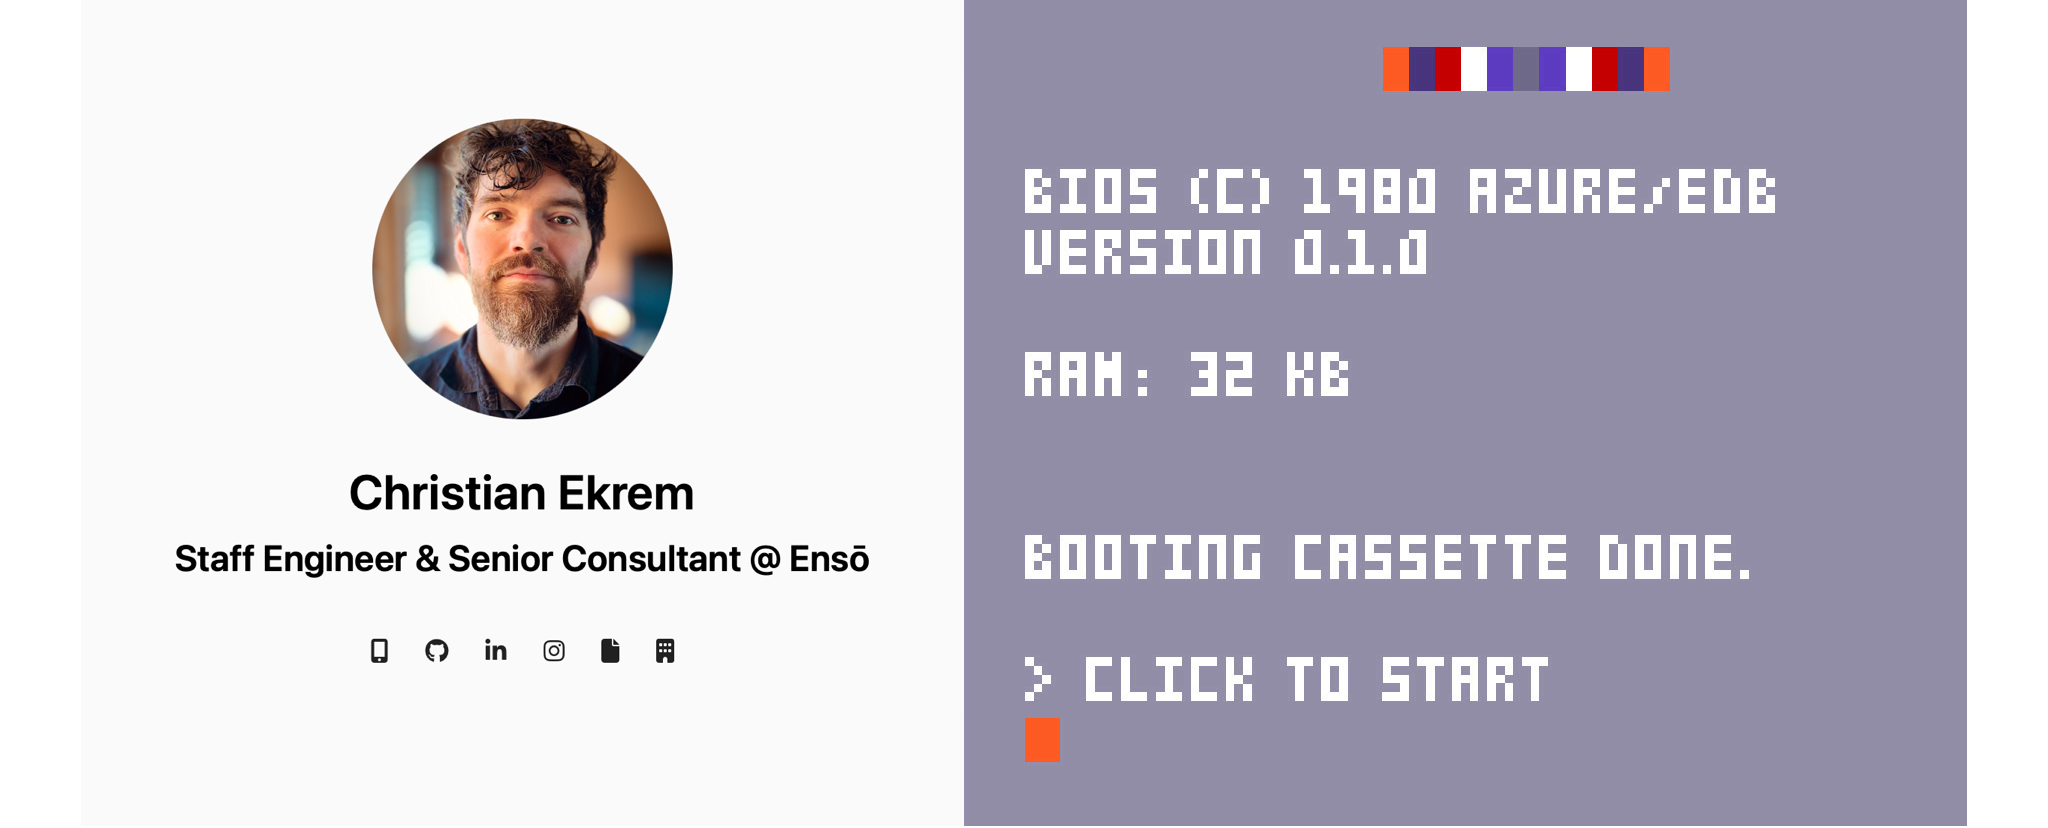 Christian Ekrem
Staff Engineer & Senior Consultant @ Ensō
BIOS (C) 1980 AZURE/EDB
VERSION 0.1.0
RAM: 32 KB
BOOTING CASSETTE DONE.
> CLICK TO START